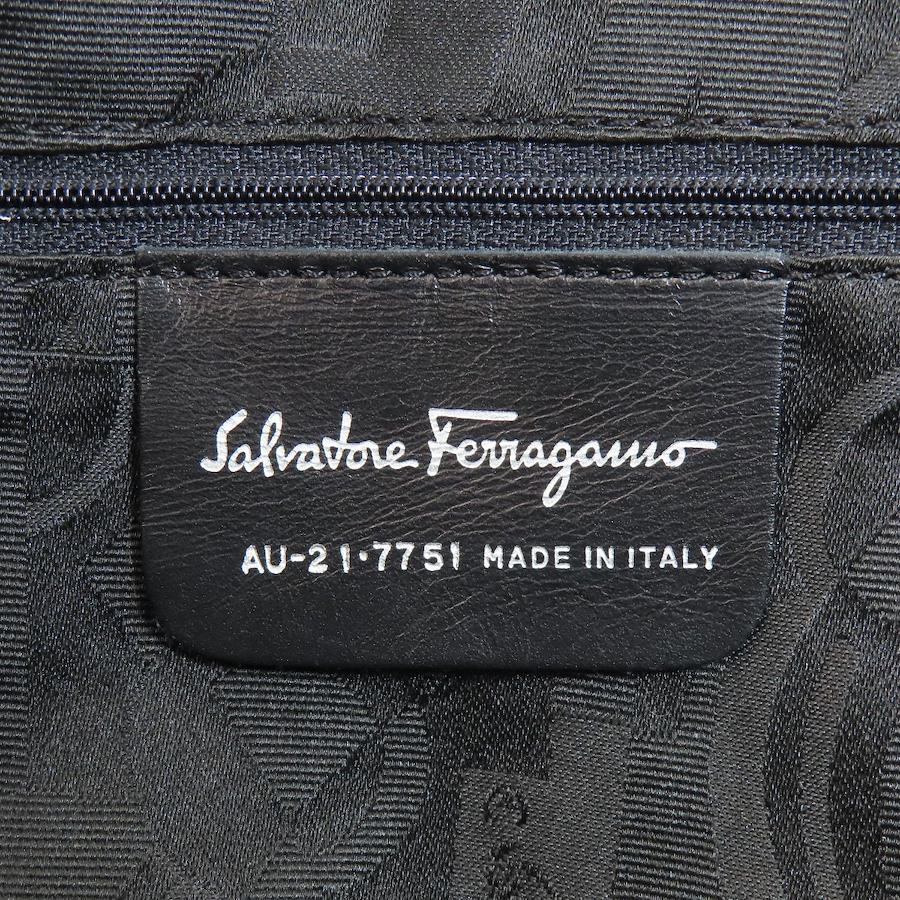 Salvatore Ferragamo
AU-21·7751 MADE IN ITALY